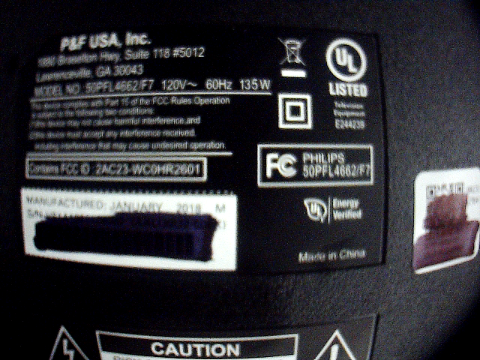 P&F USA, Inc.
Braselton Hwy, Suite 118 #5012
Lawrenceville, GA 30043
MODEL NO. 50PFL4662/F7 120V~ 60Hz 135W
This device complies with Part 15 of the FCC Rules Operation
is subject to the following two conditions
this device may not cause harmful interference, and
this device must accept any interference received,
including interference that may cause undesired operation.
Contains FCC ID 2AC23-WC0HR2601
MANUFACTURED: JANUARY 2018 M
S/N
UL
LISTED
Television
Equipment
E244239
FC PHILIPS
50PFL4662/F7
UL Energy
Verified
Made in China
CAUTION